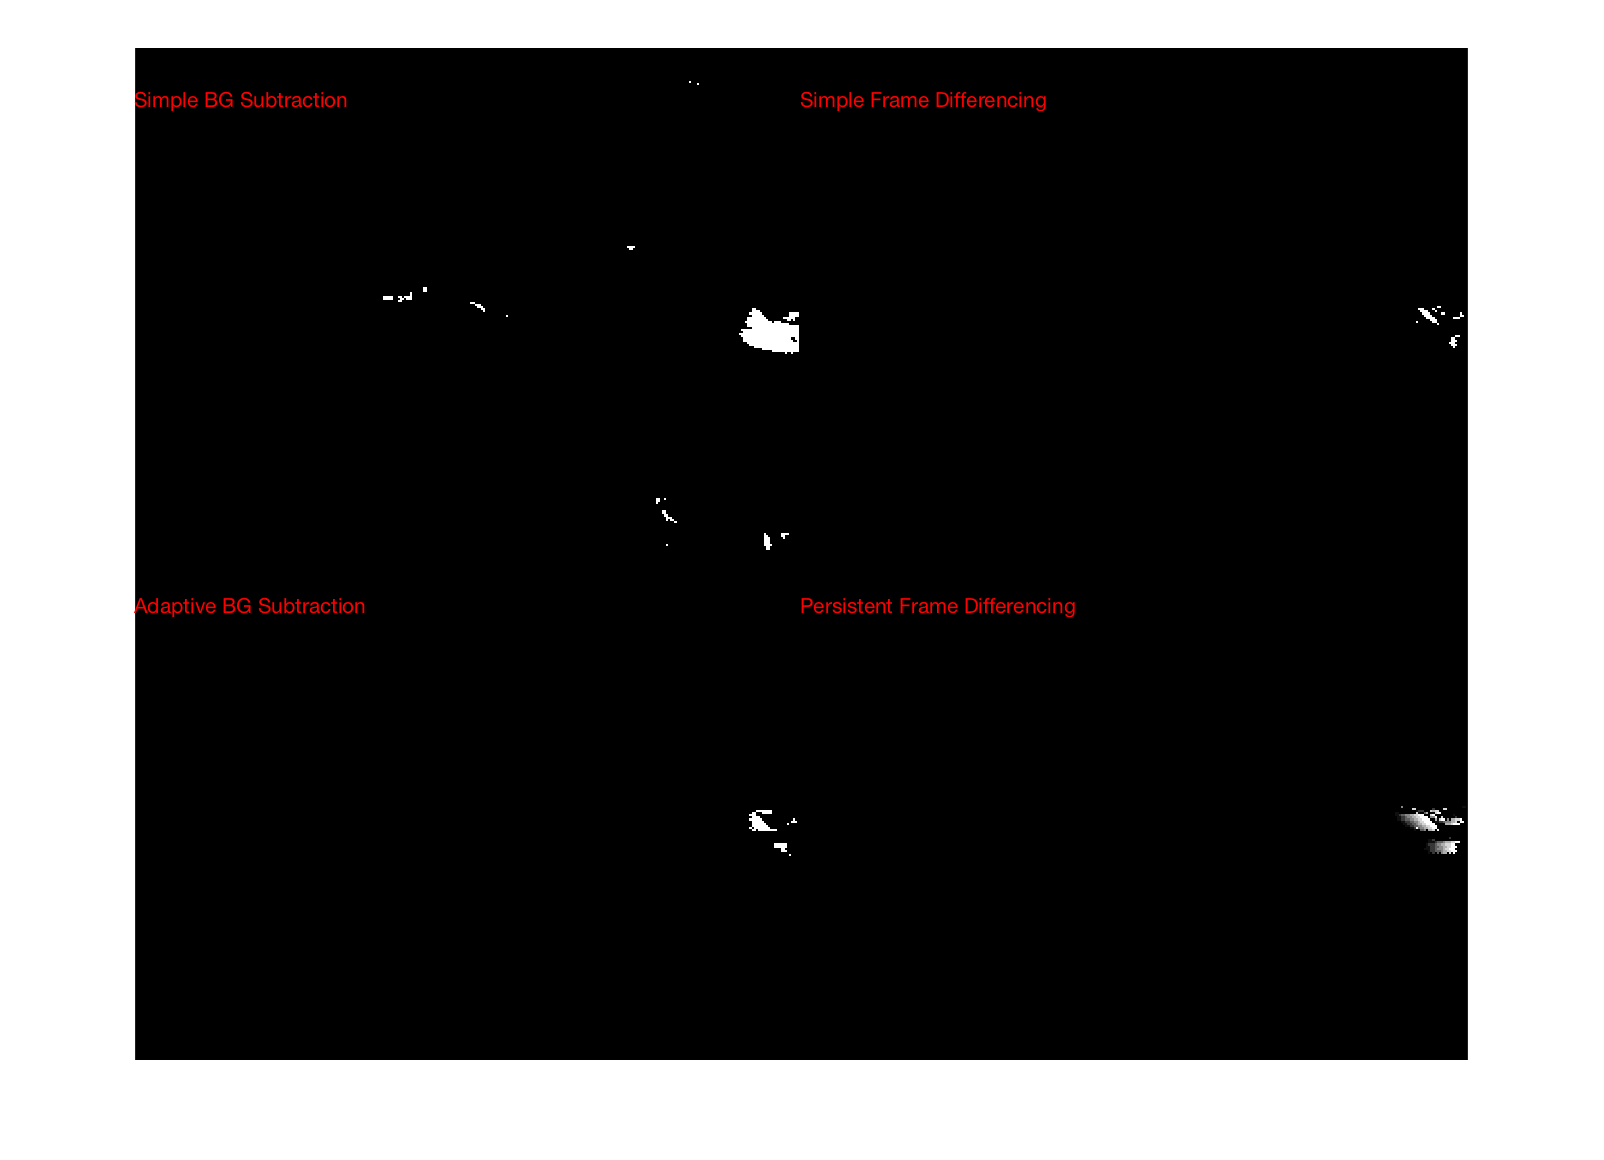 Simple BG Subtraction
Simple Frame Differencing
Adaptive BG Subtraction
Persistent Frame Differencing